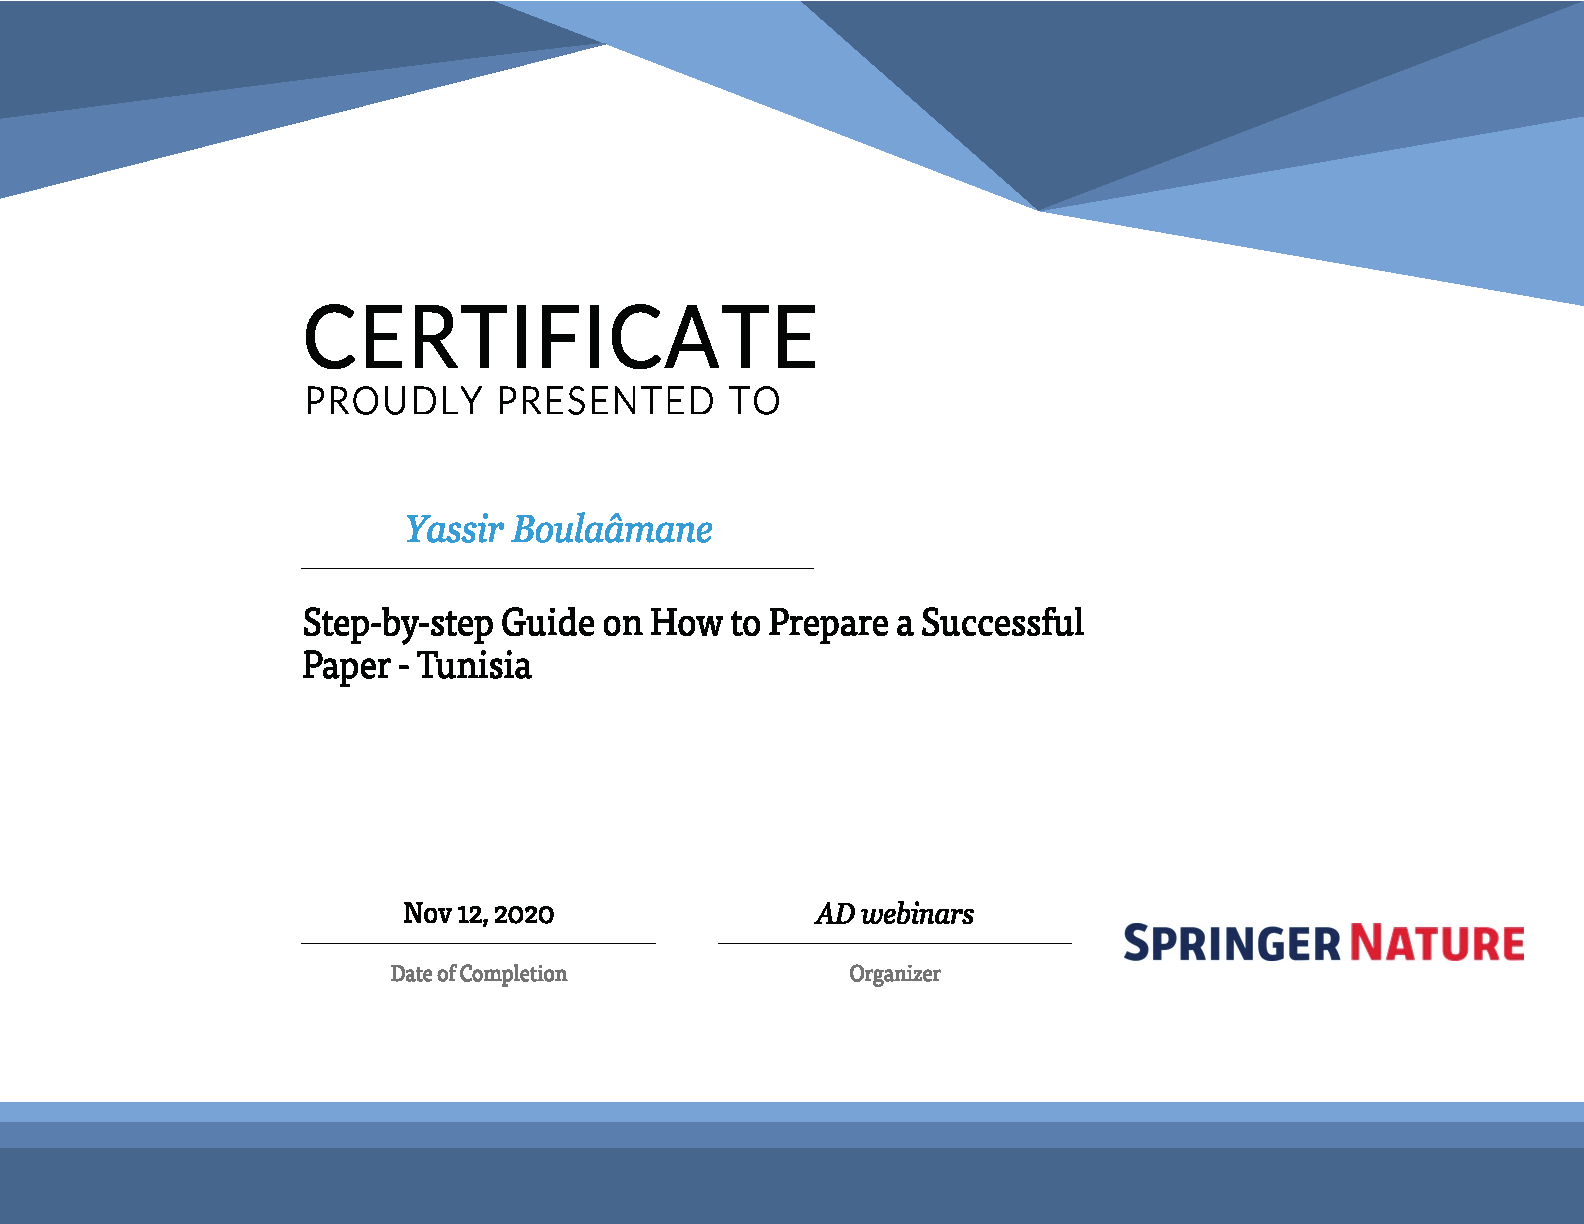 CERTIFICATE
PROUDLY PRESENTED TO
Yassir Boulaâmane
Step-by-step Guide on How to Prepare a Successful
Paper - Tunisia
Nov 12, 2020
AD webinars
SPRINGER NATURE
Date of Completion
Organizer